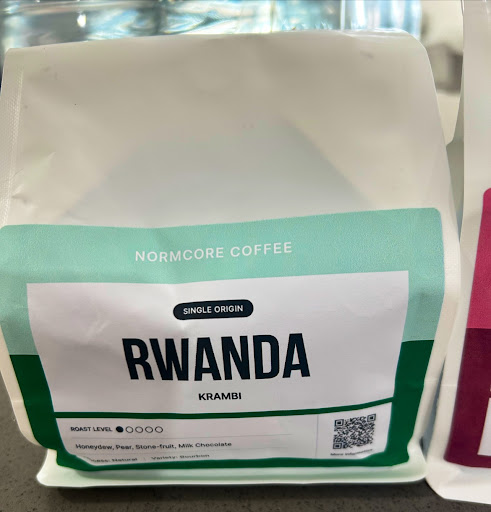 NORMCORE COFFEE
SINGLE ORIGIN
RWANDA
KRAMBI
ROAST LEVEL
Honeydew, Pear, Stone-fruit, Milk Chocolate
Natural Variety: Bourbon